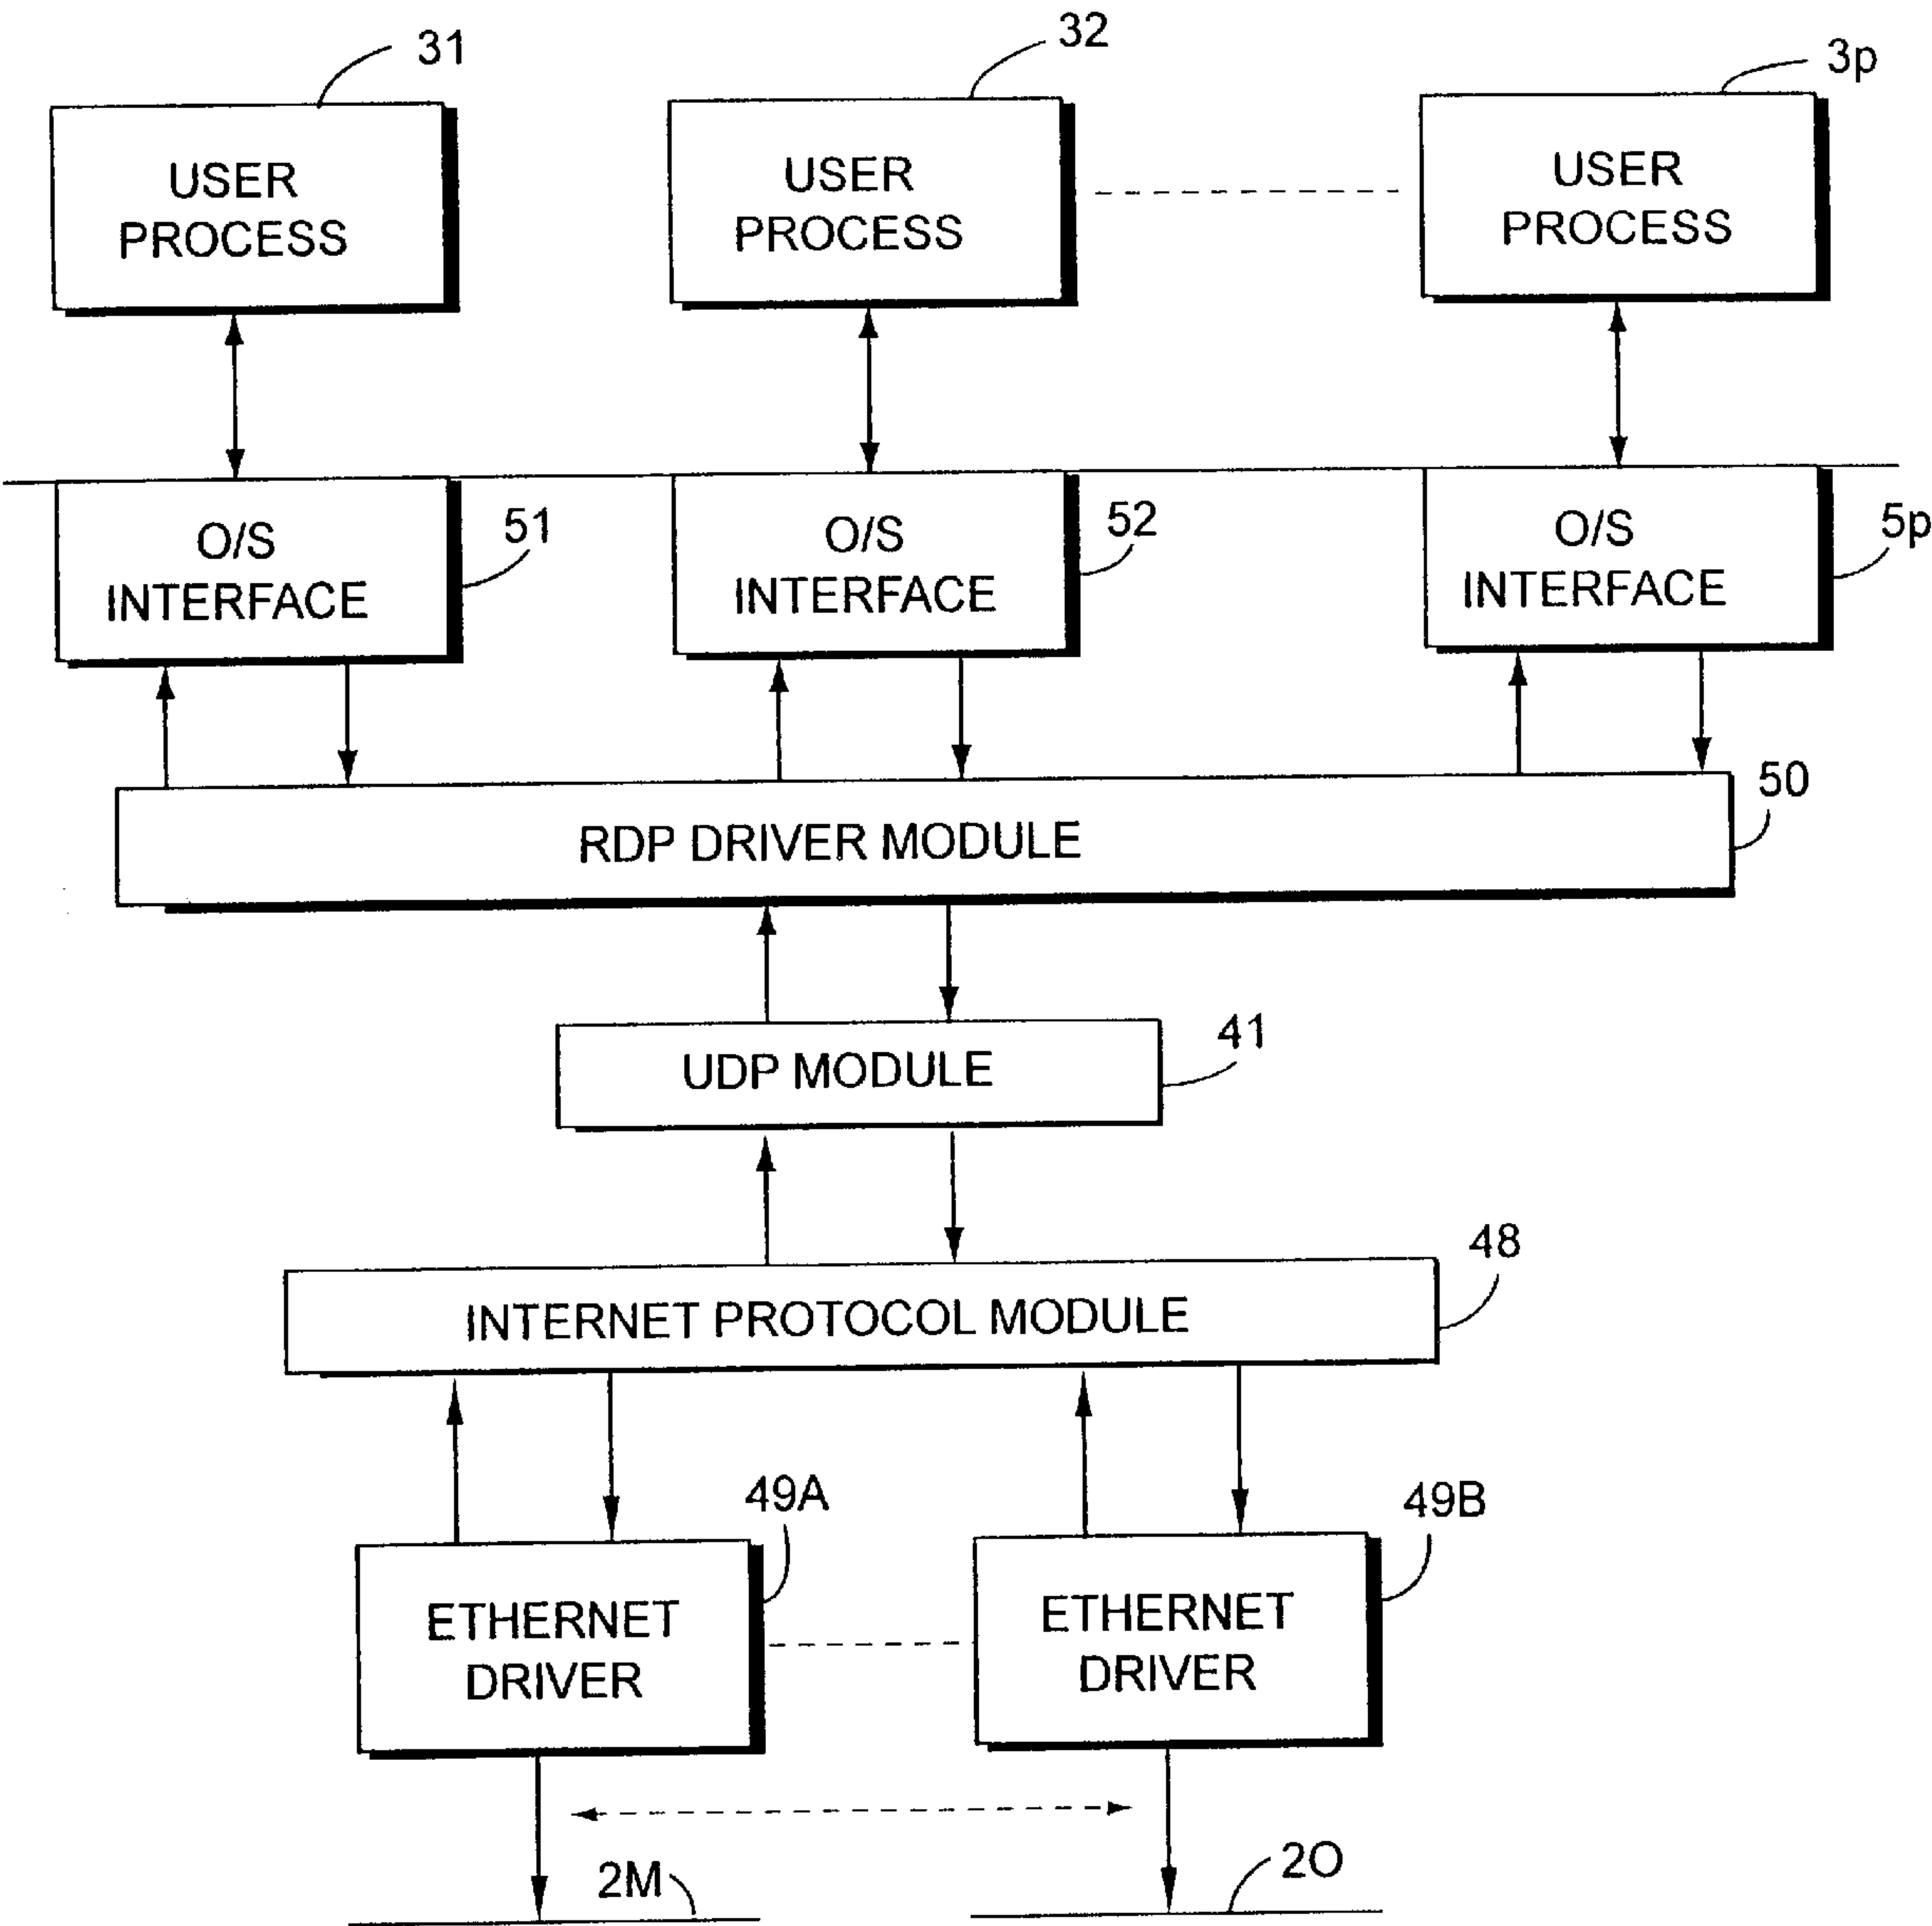 31
32
3p
USER
PROCESS
USER
PROCESS
USER
PROCESS
O/S
INTERFACE
51
O/S
INTERFACE
52
O/S
INTERFACE
5p
50
RDP DRIVER MODULE
41
UDP MODULE
48
INTERNET PROTOCOL MODULE
49A
49B
ETHERNET
DRIVER
ETHERNET
DRIVER
2M
2O